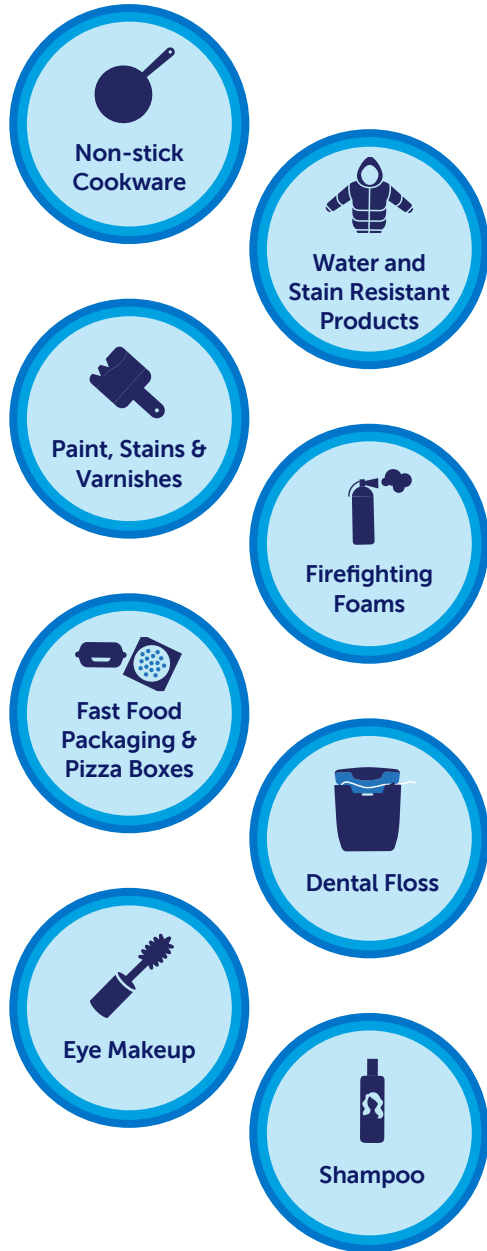 Non-stick
Cookware
Water and
Stain Resistant
Products
Paint, Stains &
Varnishes
Firefighting
Foams
Fast Food
Packaging &
Pizza Boxes
Dental Floss
Eye Makeup
Shampoo